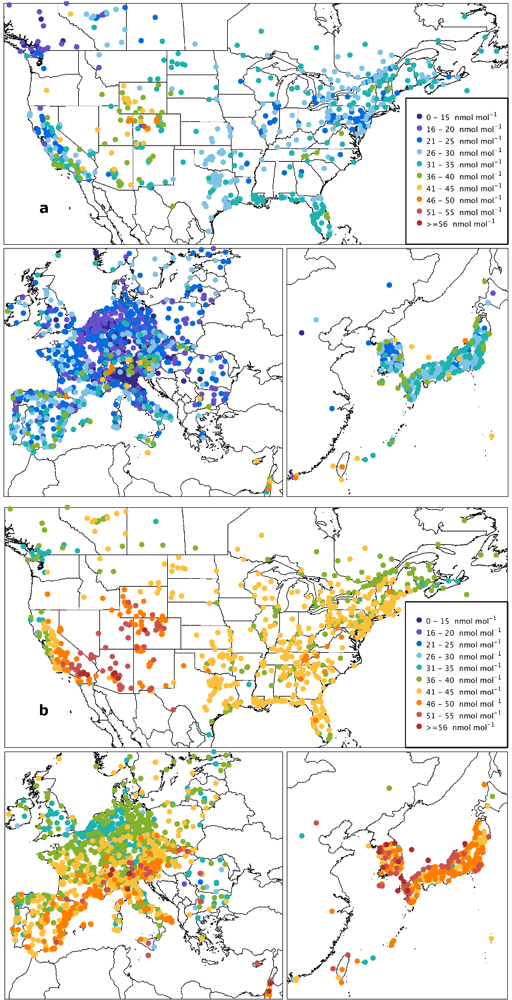 0 – 15 nmol mol⁻¹
16 – 20 nmol mol⁻¹
21 – 25 nmol mol⁻¹
26 – 30 nmol mol⁻¹
31 – 35 nmol mol⁻¹
36 – 40 nmol mol⁻¹
41 – 45 nmol mol⁻¹
46 – 50 nmol mol⁻¹
51 – 55 nmol mol⁻¹
>=56 nmol mol⁻¹
a
0 – 15 nmol mol⁻¹
16 – 20 nmol mol⁻¹
21 – 25 nmol mol⁻¹
26 – 30 nmol mol⁻¹
31 – 35 nmol mol⁻¹
36 – 40 nmol mol⁻¹
41 – 45 nmol mol⁻¹
46 – 50 nmol mol⁻¹
51 – 55 nmol mol⁻¹
>=56 nmol mol⁻¹
b